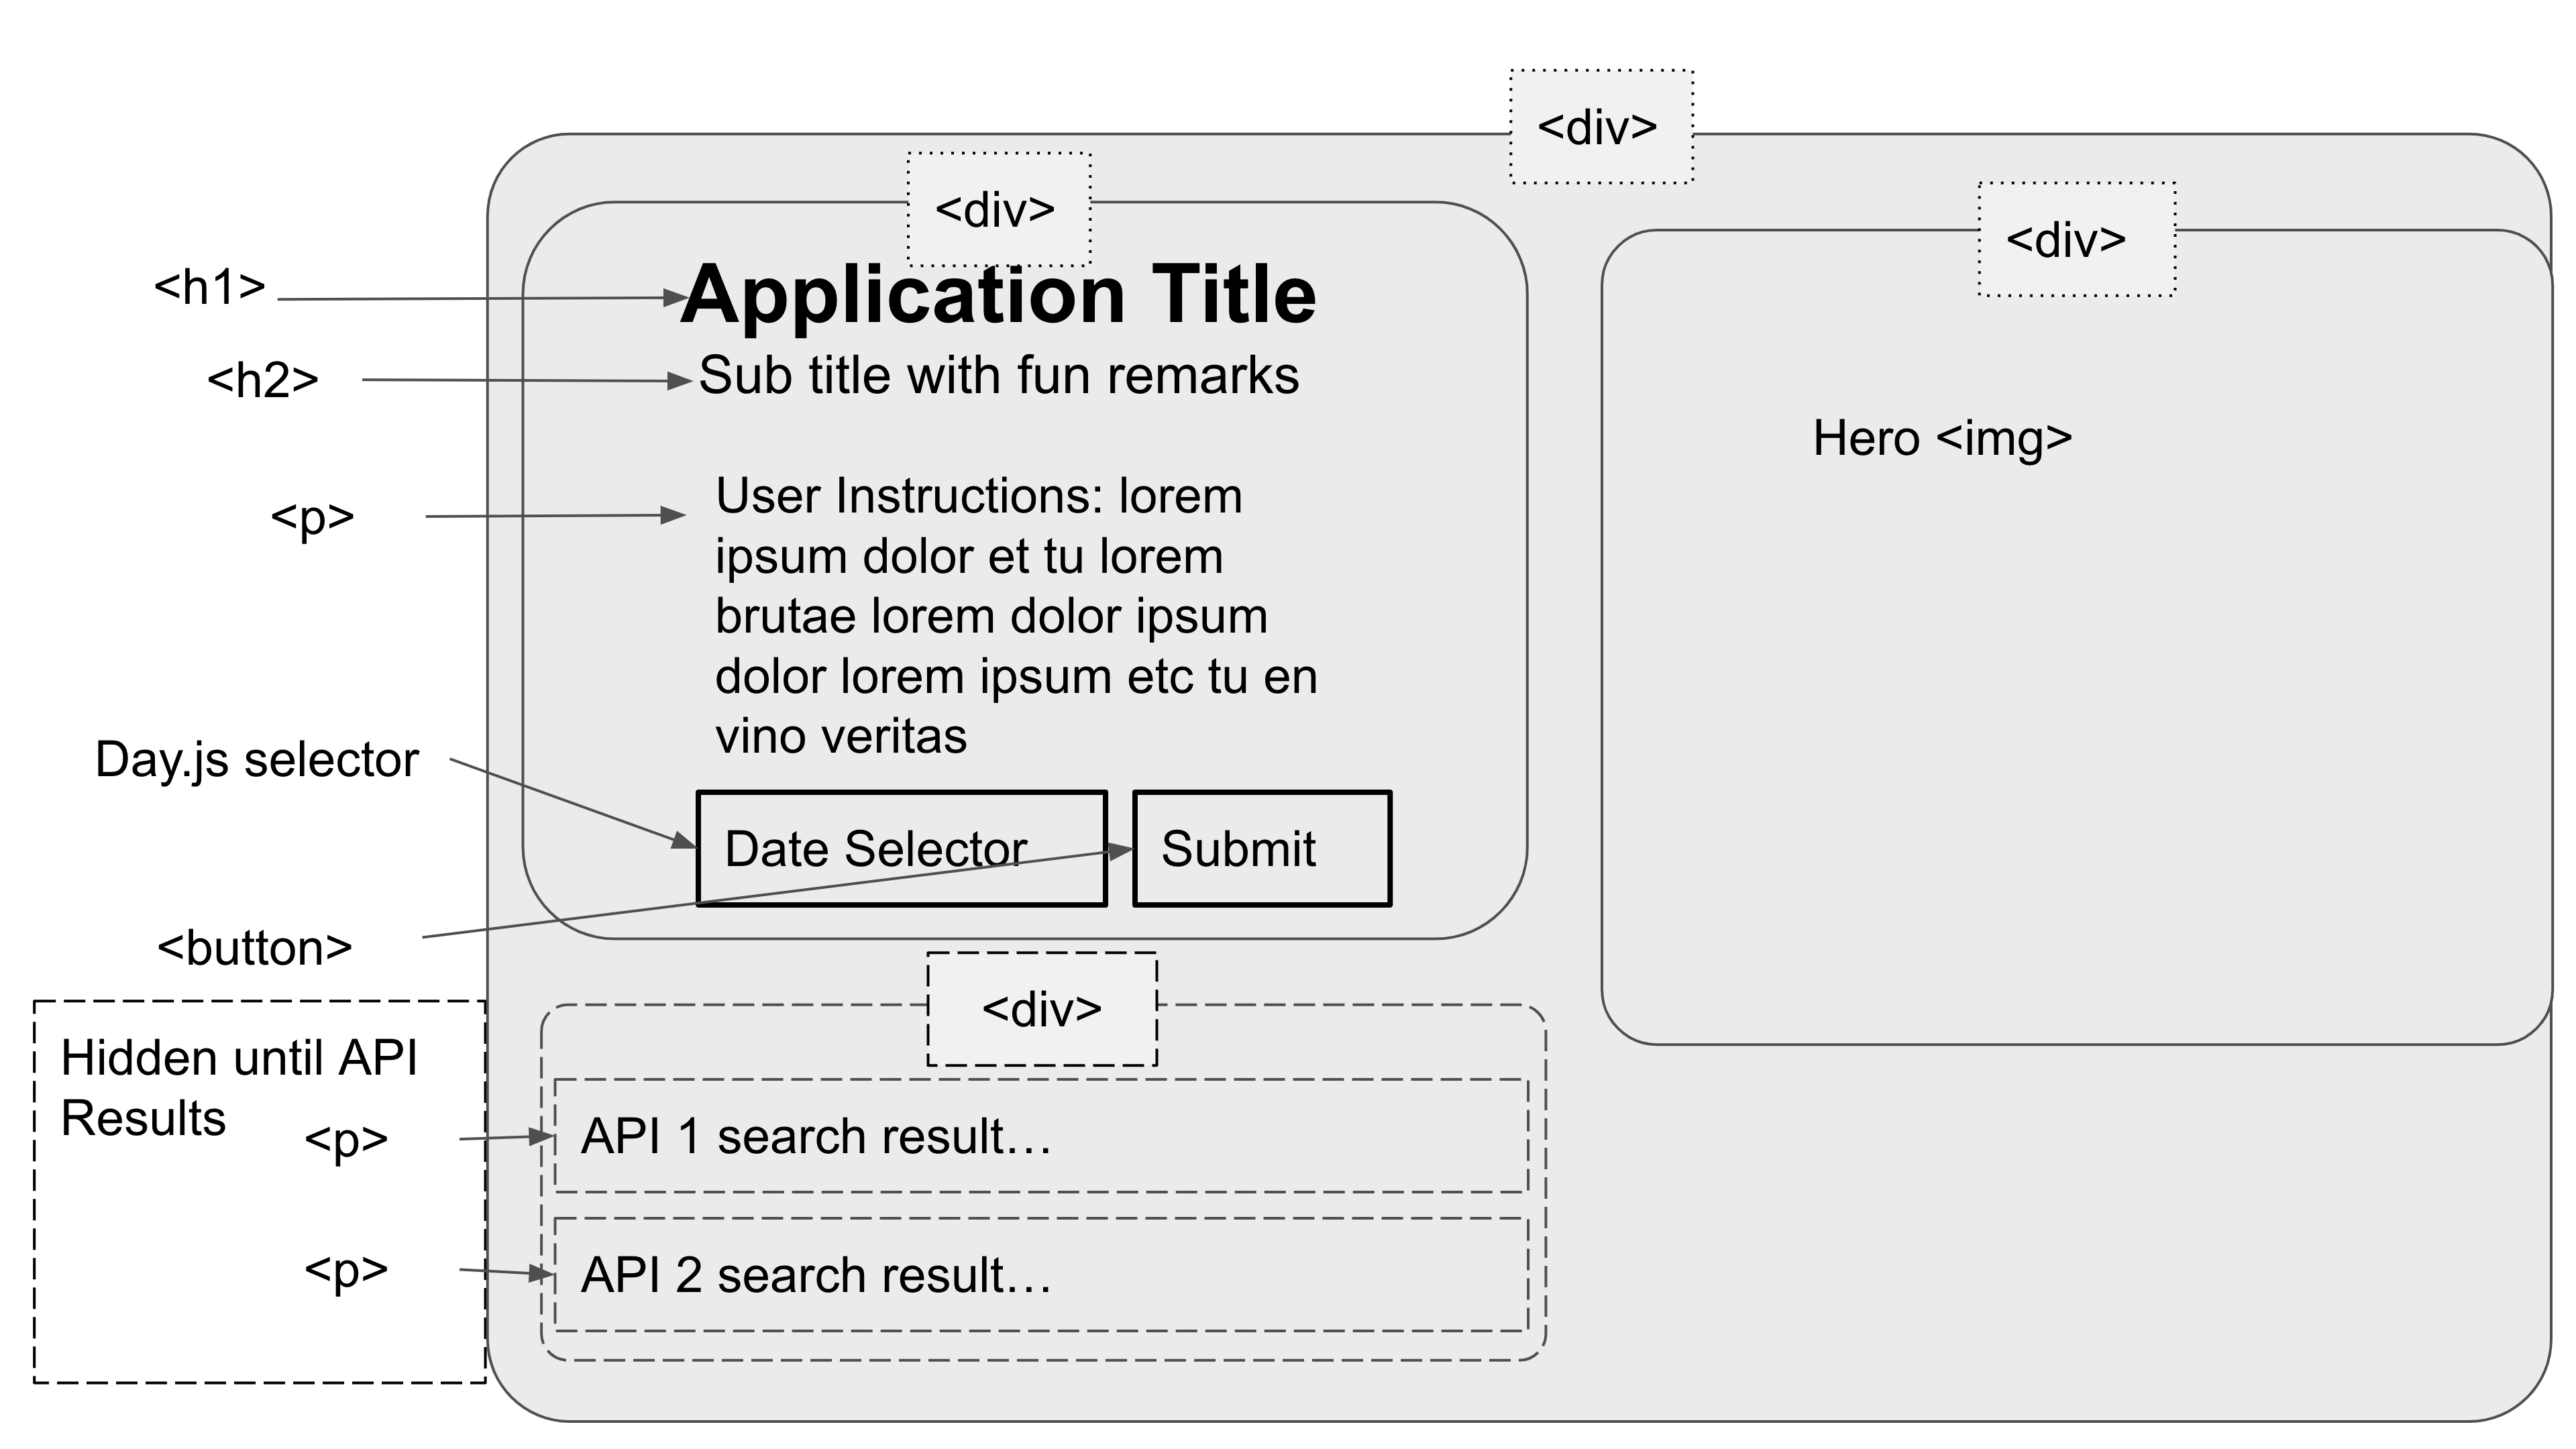 <div>
<div>
<div>
<h1>
Application Title
<h2>
Sub title with fun remarks
Hero <img>
<p>
User Instructions: lorem
ipsum dolor et tu lorem
brutae lorem dolor ipsum
dolor lorem ipsum etc tu en
vino veritas
Day.js selector
Date Selector
Submit
<button>
<div>
Hidden until API
Results
<p>
API 1 search result…
<p>
API 2 search result…